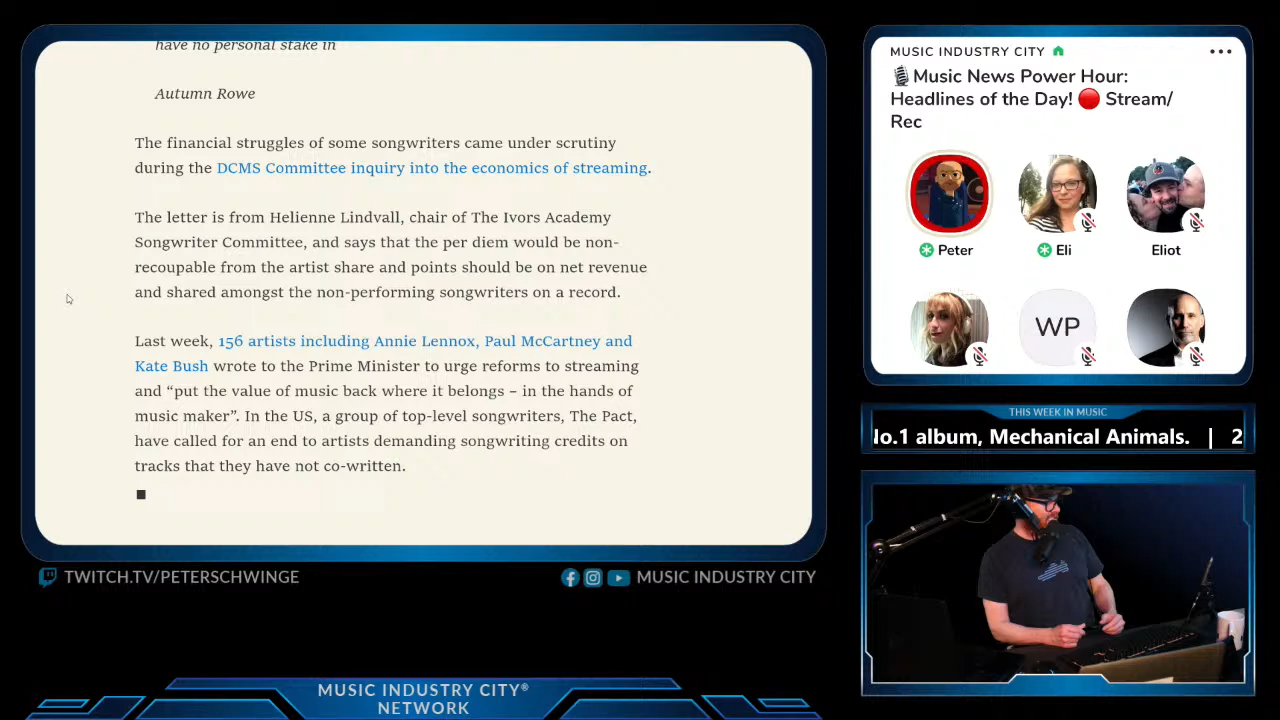 have no personal stake in
Autumn Rowe
The financial struggles of some songwriters came under scrutiny
during the DCMS Committee inquiry into the economics of streaming.
The letter is from Helienne Lindvall, chair of The Ivors Academy
Songwriter Committee, and says that the per diem would be non-
recoupable from the artist share and points should be on net revenue
and shared amongst the non-performing songwriters on a record.
Last week, 156 artists including Annie Lennox, Paul McCartney and
Kate Bush wrote to the Prime Minister to urge reforms to streaming
and “put the value of music back where it belongs – in the hands of
music maker”. In the US, a group of top-level songwriters, The Pact,
have called for an end to artists demanding songwriting credits on
tracks that they have not co-written.
TWITCH.TV/PETERSCHWINGE
MUSIC INDUSTRY CITY
MUSIC INDUSTRY CITY®
NETWORK
MUSIC INDUSTRY CITY
Music News Power Hour:
Headlines of the Day! Stream/
Rec
Peter
Eli
Eliot
WP
THIS WEEK IN MUSIC
No.1 album, Mechanical Animals. | 2